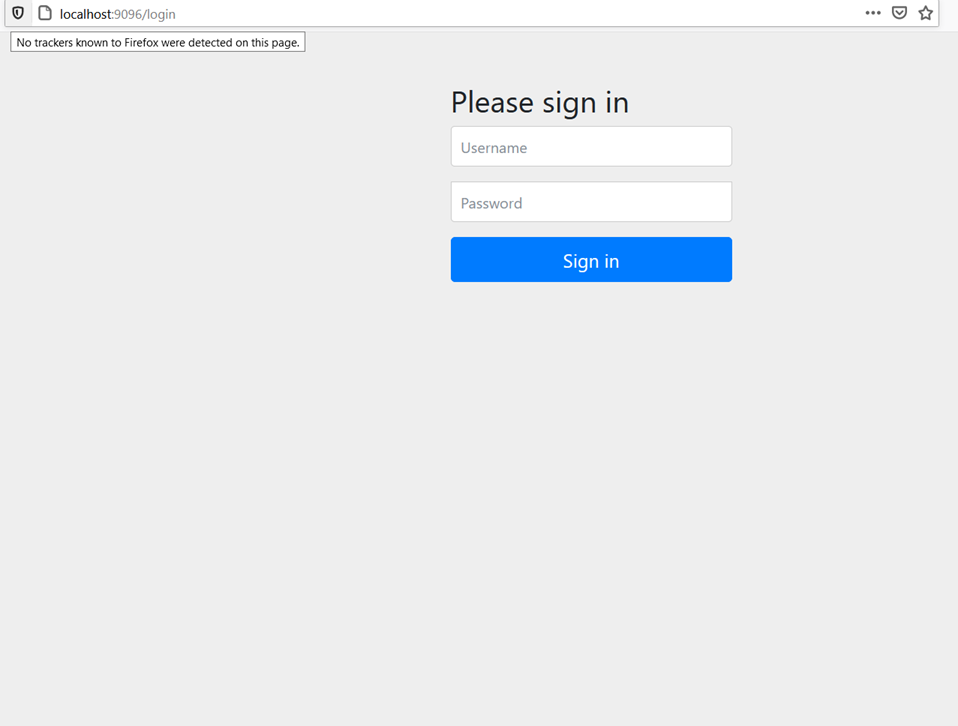 localhost:9096/login
No trackers known to Firefox were detected on this page.
Please sign in
Username
Password
Sign in